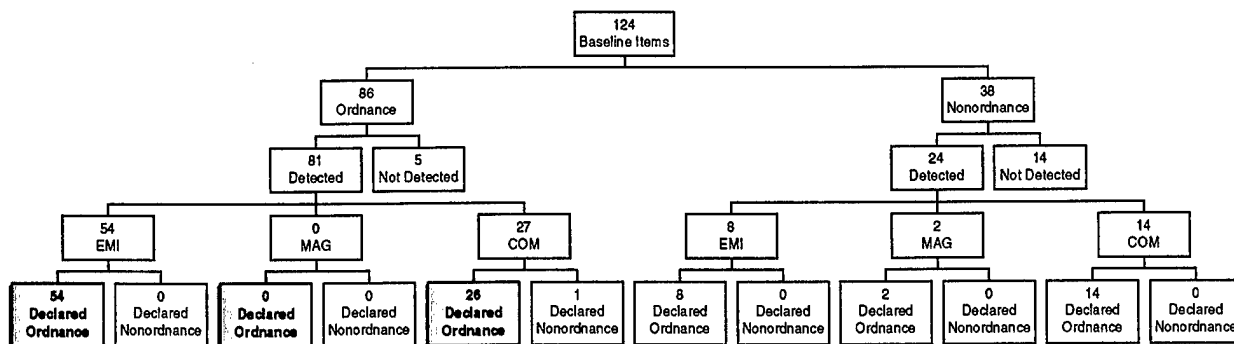 124
Baseline Items
86
Ordnance
38
Nonordnance
81
Detected
5
Not Detected
24
Detected
14
Not Detected
54
EMI
0
MAG
27
COM
8
EMI
2
MAG
14
COM
54
Declared
Ordnance
0
Declared
Nonordnance
0
Declared
Ordnance
0
Declared
Nonordnance
26
Declared
Ordnance
1
Declared
Nonordnance
8
Declared
Ordnance
0
Declared
Nonordnance
2
Declared
Ordnance
0
Declared
Nonordnance
14
Declared
Ordnance
0
Declared
Nonordnance